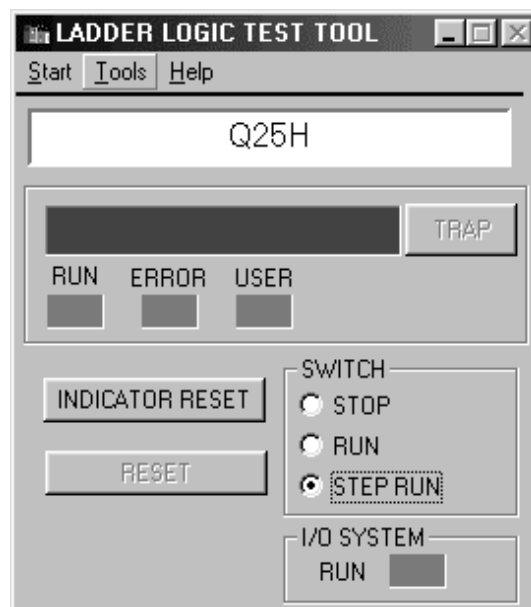 LADDER LOGIC TEST TOOL
Start Tools Help
Q25H
TRAP
RUN ERROR USER
INDICATOR RESET
RESET
SWITCH
STOP
RUN
STEP RUN
I/O SYSTEM
RUN